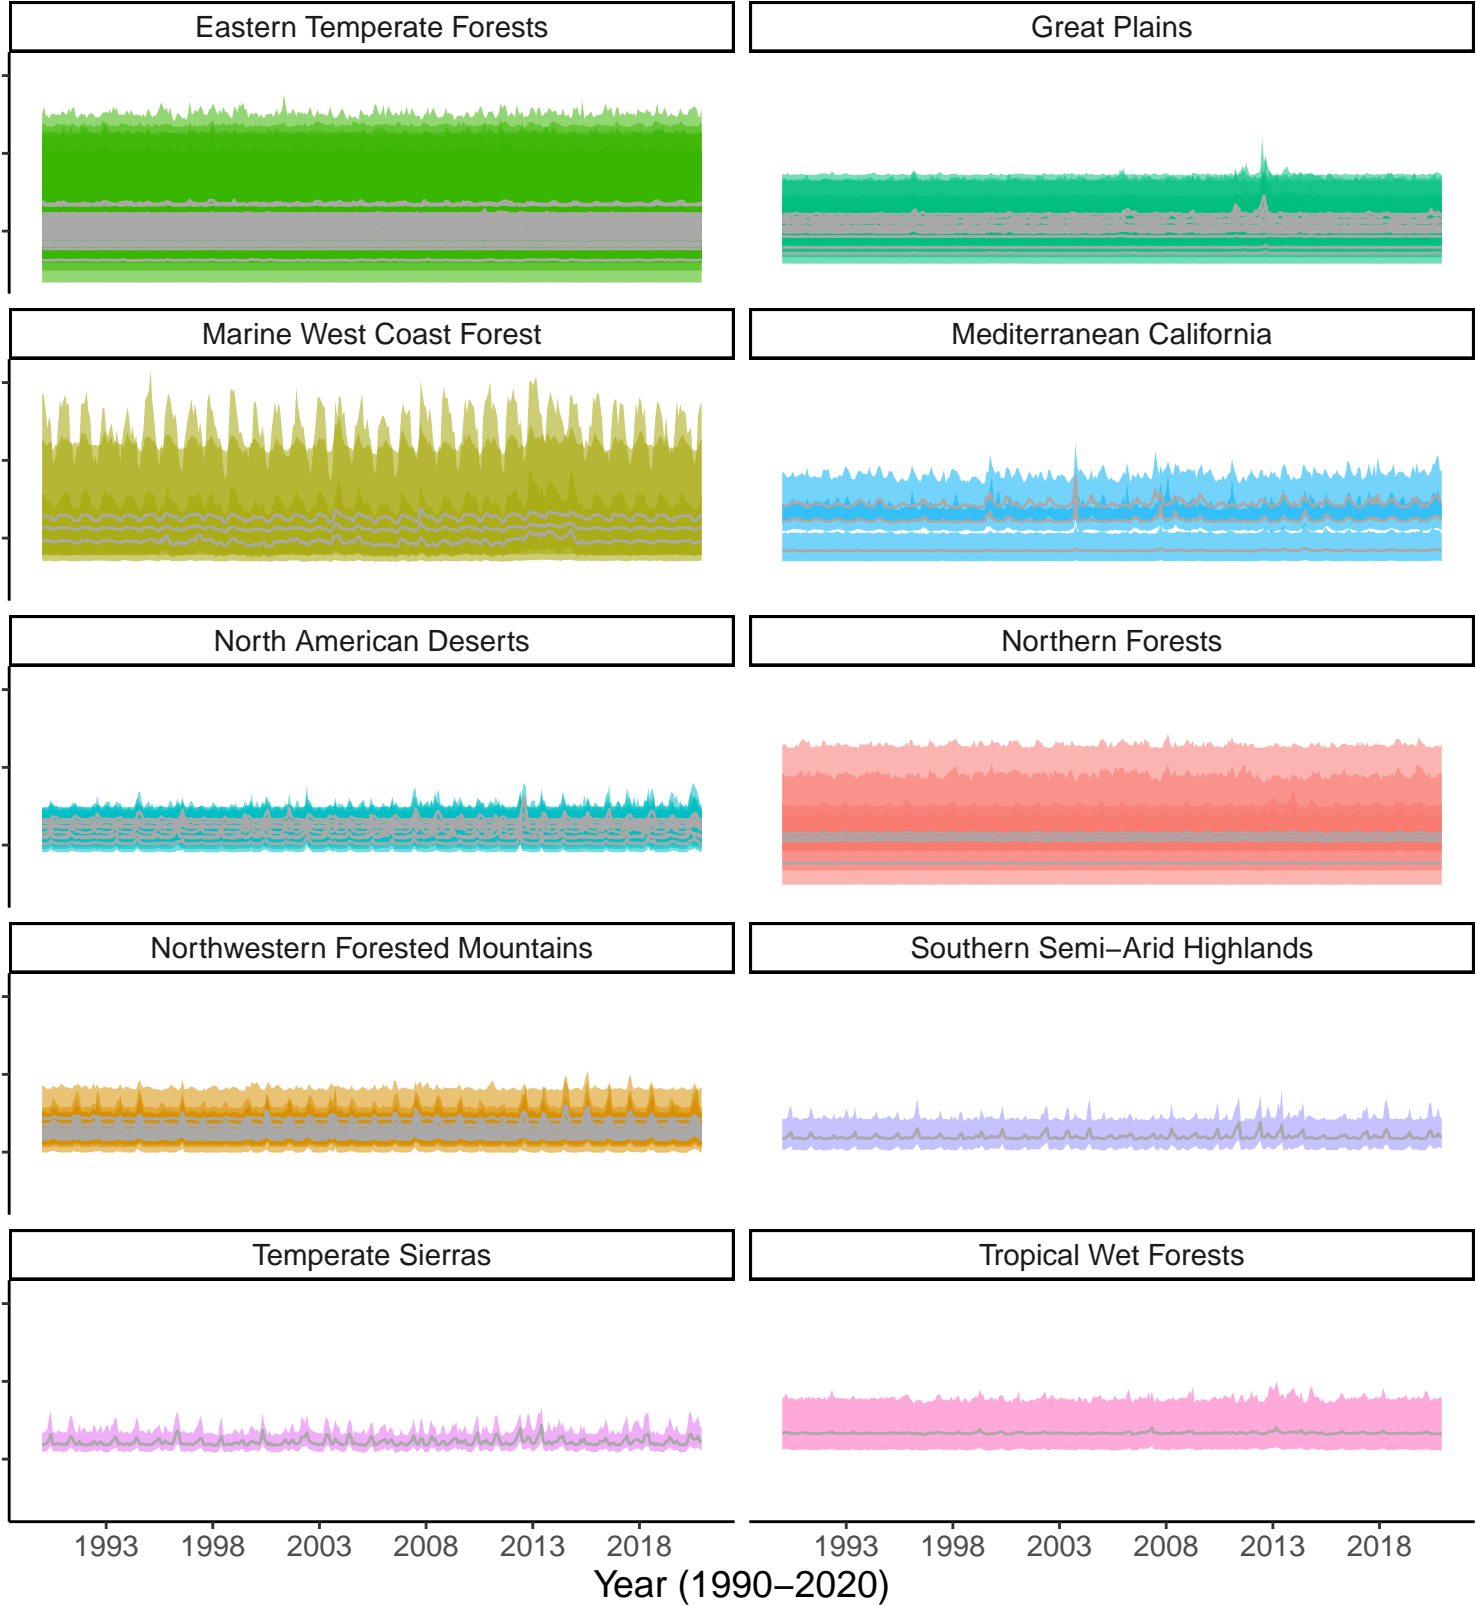 Eastern Temperate Forests
Great Plains
Marine West Coast Forest
Mediterranean California
North American Deserts
Northern Forests
Northwestern Forested Mountains
Southern Semi−Arid Highlands
Temperate Sierras
Tropical Wet Forests
1993 1998 2003 2008 2013 2018
1993 1998 2003 2008 2013 2018
Year (1990−2020)